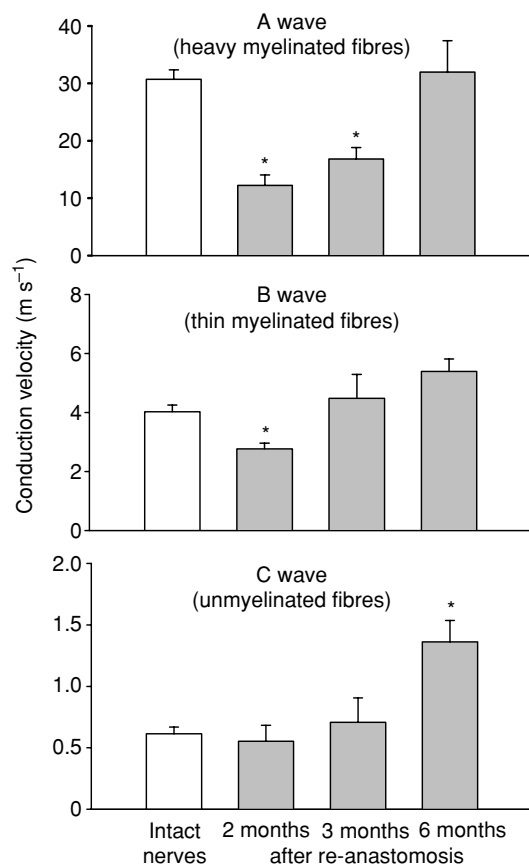 A wave
(heavy myelinated fibres)
40
30
20
10
0
*
*
B wave
(thin myelinated fibres)
8
6
4
2
0
*
Conduction velocity (m s⁻¹)
C wave
(unmyelinated fibres)
2.0
1.5
1.0
0.5
0
*
Intact nerves
2 months 3 months 6 months
after re-anastomosis